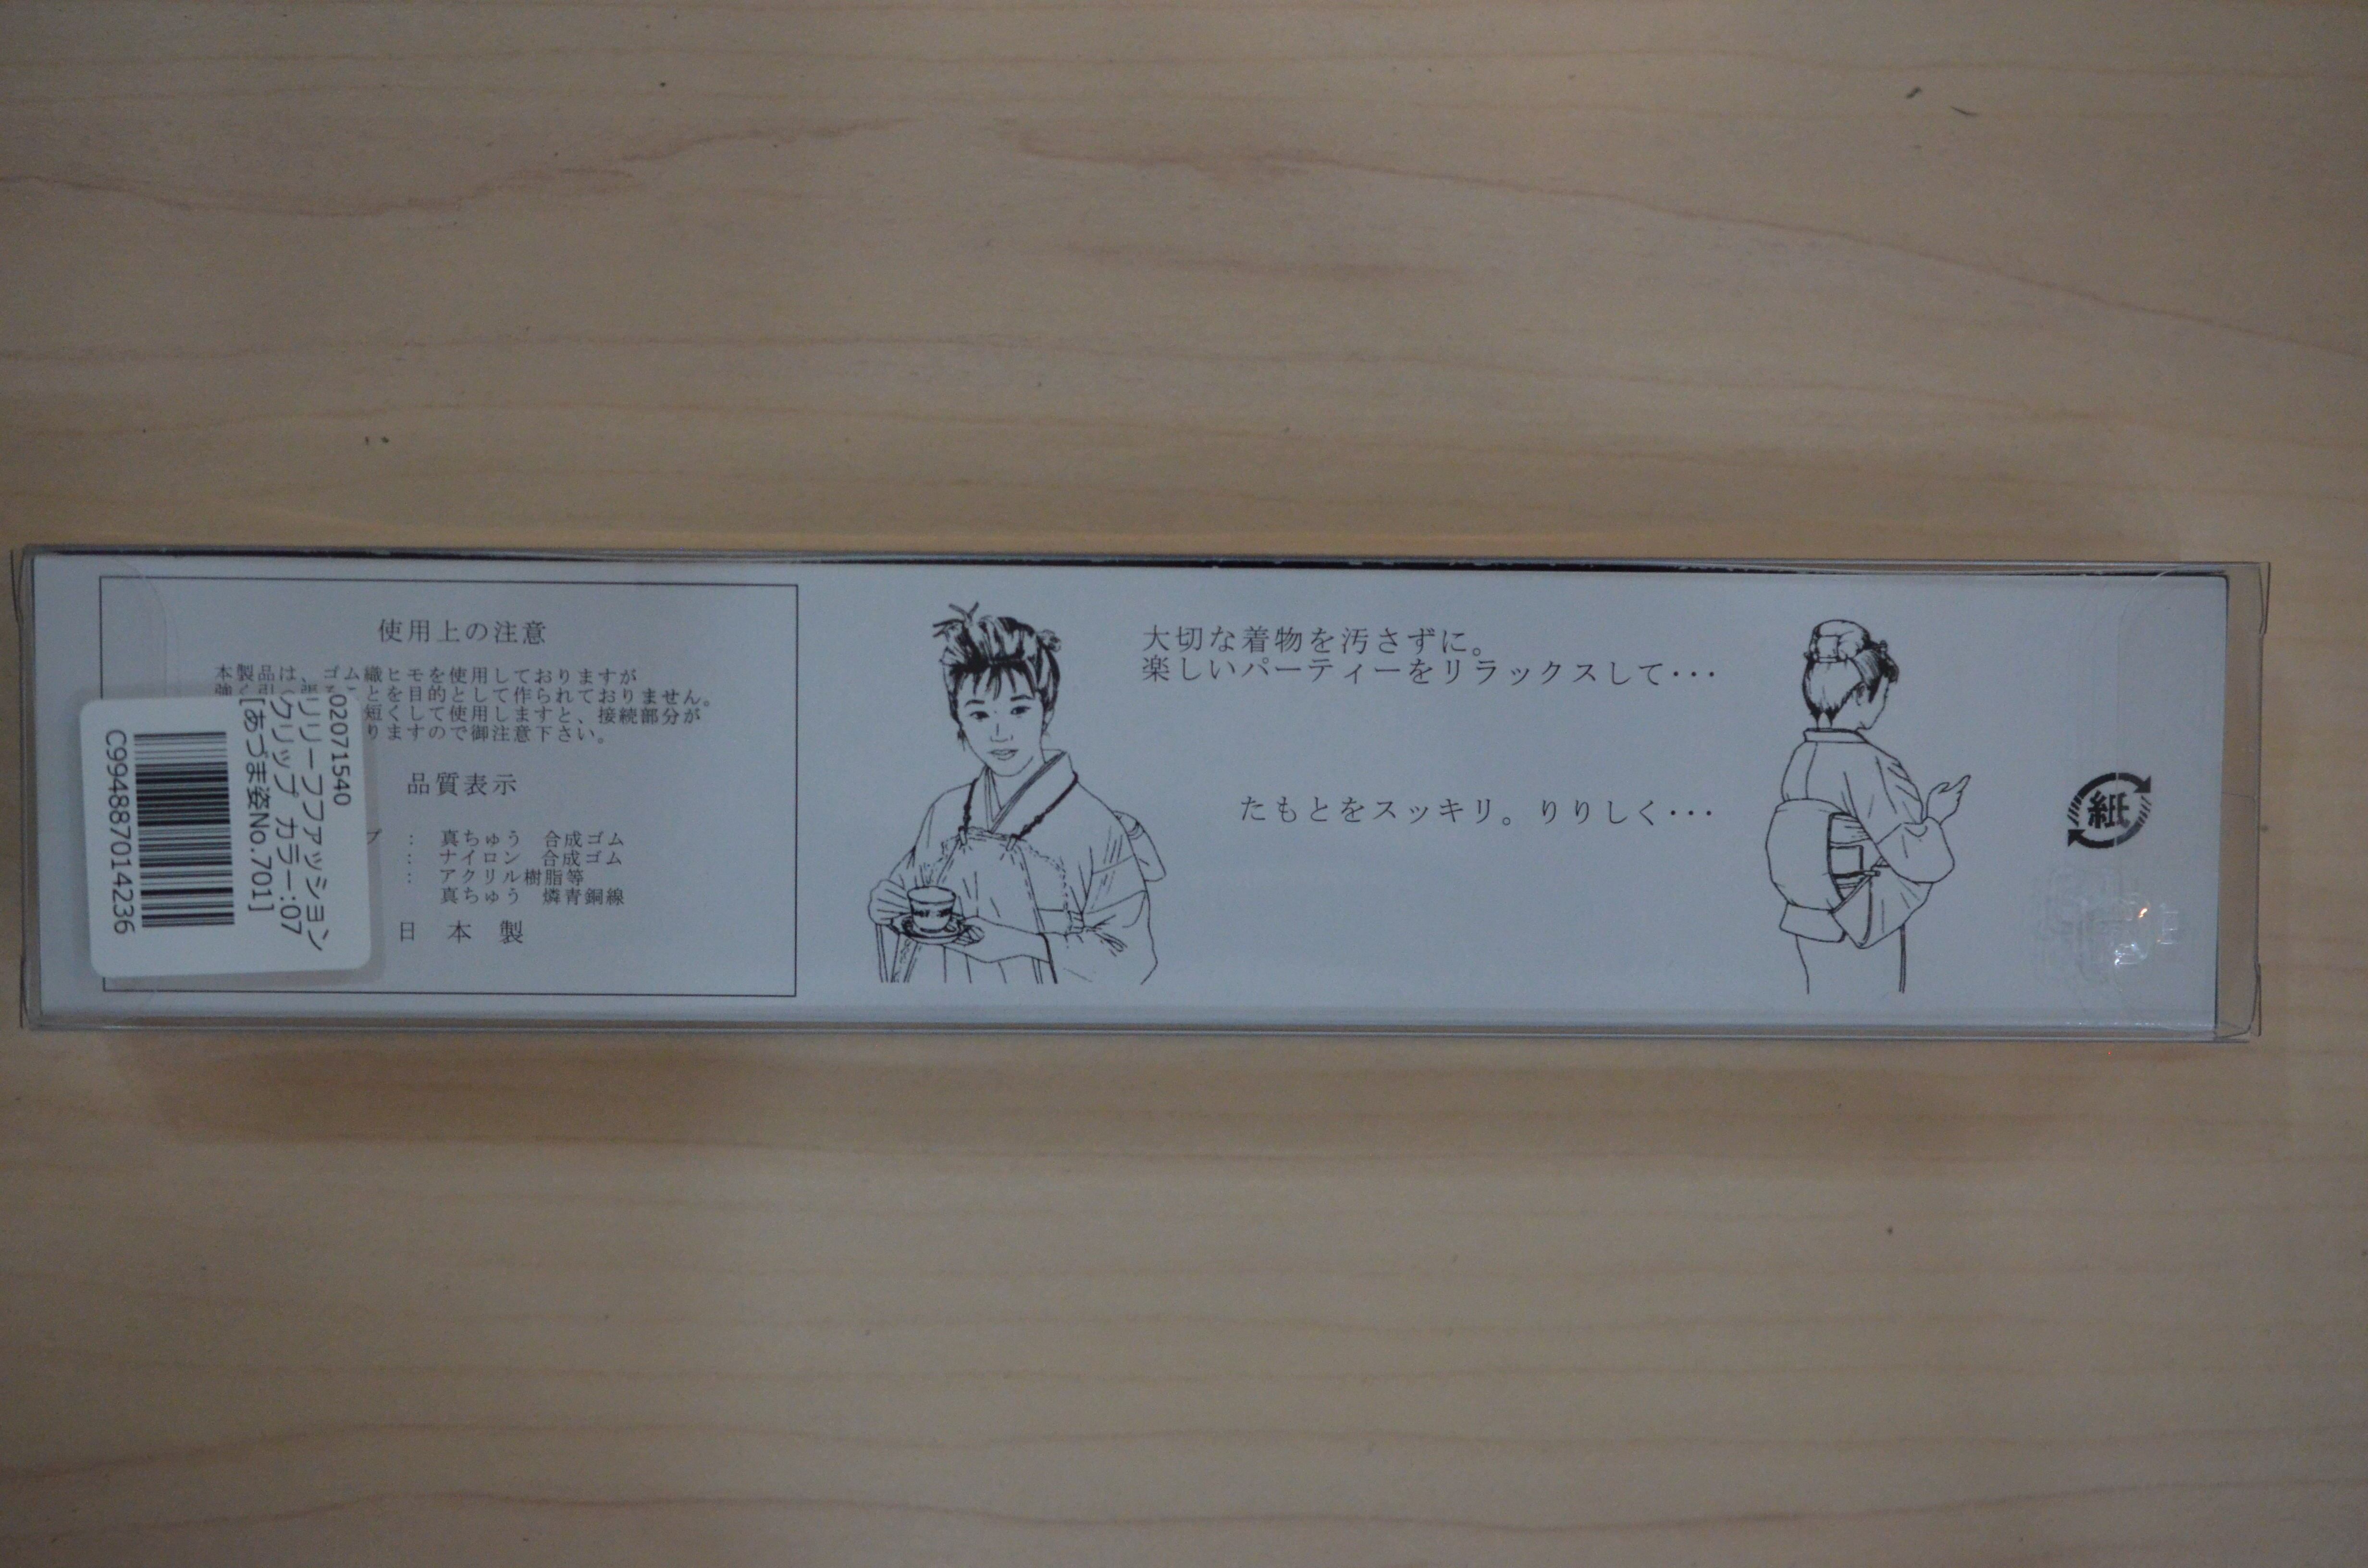 使用上の注意
本製品は、ゴム織ヒモを使用しておりますが
ことを目的として作られておりません。
短くして使用しますと、接続部分が
りますので御注意下さい。
品質表示
プ : 真ちゅう 合成ゴム
: ナイロン 合成ゴム
: アクリル樹脂等
真ちゅう 燐青銅線
日本製
02071540
リリーフファッション
クリップ カラー:07
[あづま姿No.701]
C994887014236
大切な着物を汚さずに。
楽しいパーティーをリラックスして･･･
たもとをスッキリ。りりしく･･･
紙